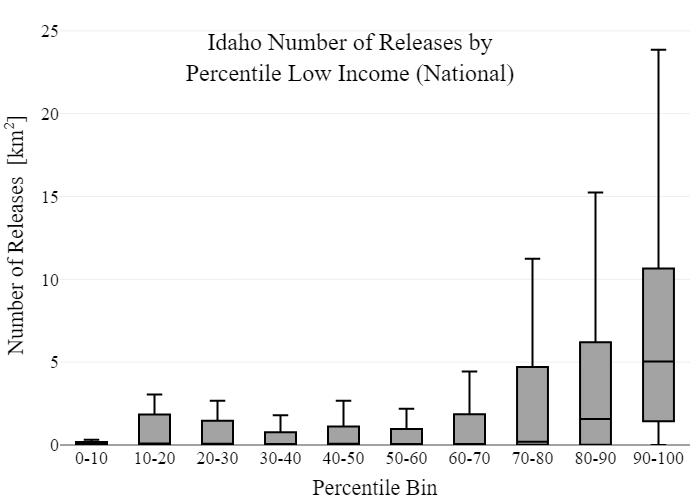 Idaho Number of Releases by
Percentile Low Income (National)
Number of Releases [km²]
25
20
15
10
5
0
0-10 10-20 20-30 30-40 40-50 50-60 60-70 70-80 80-90 90-100
Percentile Bin